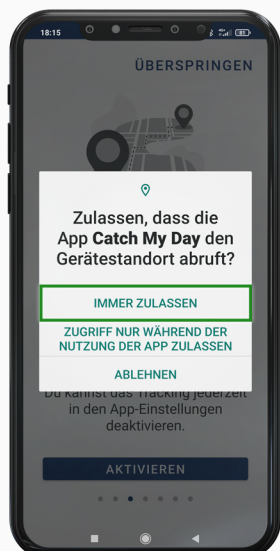 18:15
ÜBERSPRINGEN
Zulassen, dass die
App Catch My Day den
Gerätestandort abruft?
IMMER ZULASSEN
ZUGRIFF NUR WÄHREND DER
NUTZUNG DER APP ZULASSEN
ABLEHNEN
Du kannst das Tracking jederzeit
in den App-Einstellungen
deaktivieren.
AKTIVIEREN